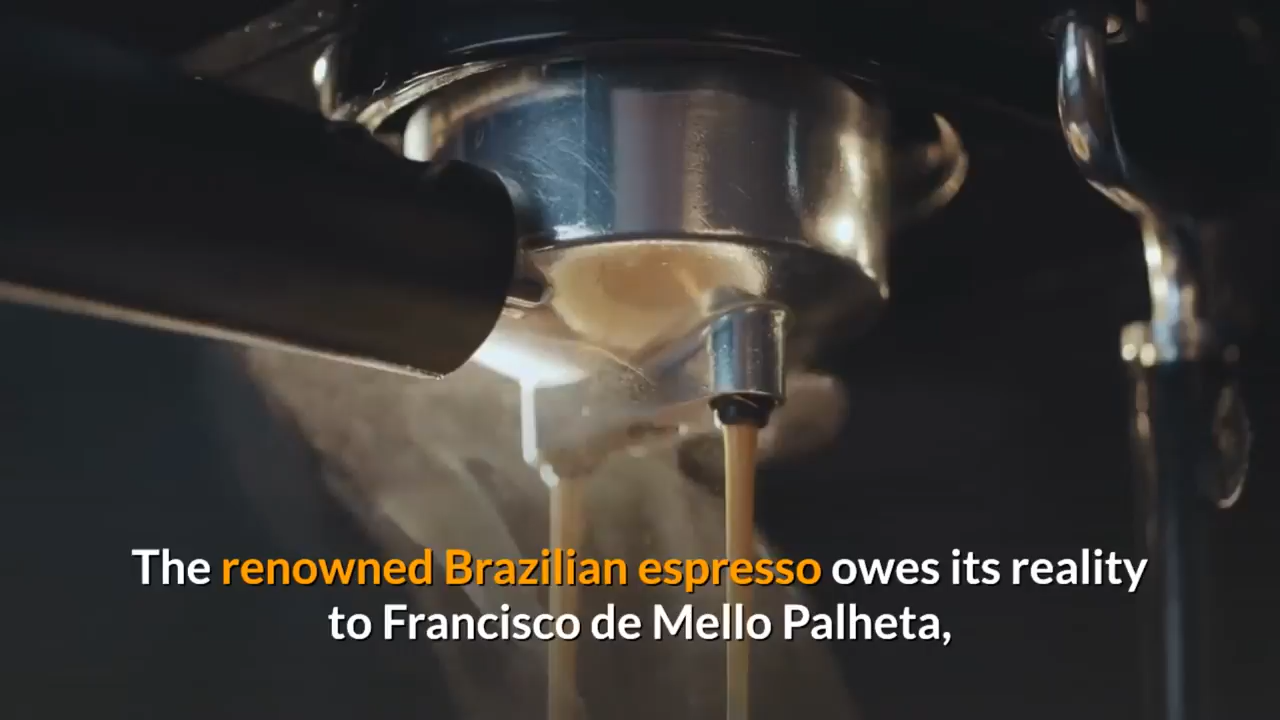 The renowned Brazilian espresso owes its reality
to Francisco de Mello Palheta,